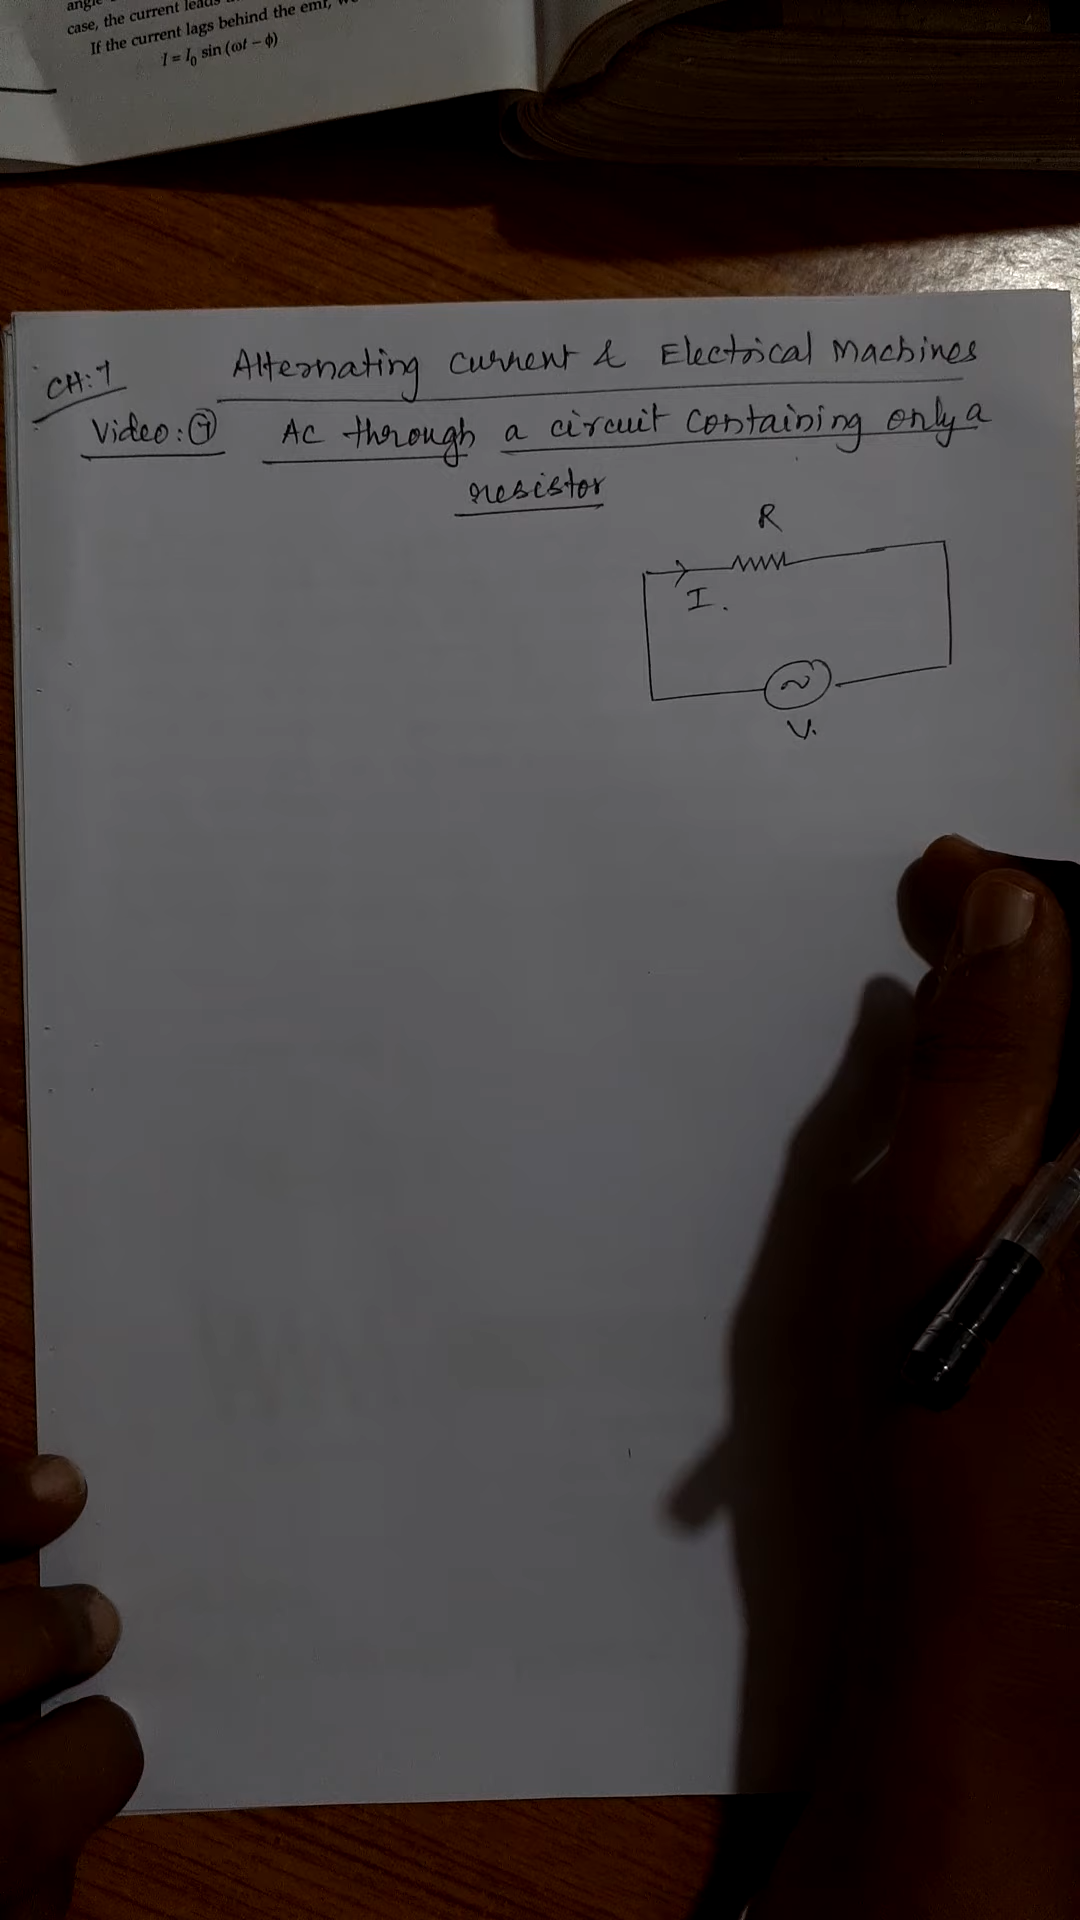 angle
case, the current leads
If the current lags behind the emf,
I = I₀ sin (ωt – ϕ)
CH: 7
Alternating Current & Electrical Machines
Video: 7
AC through a circuit containing only a
resistor
R
I.
~
V.